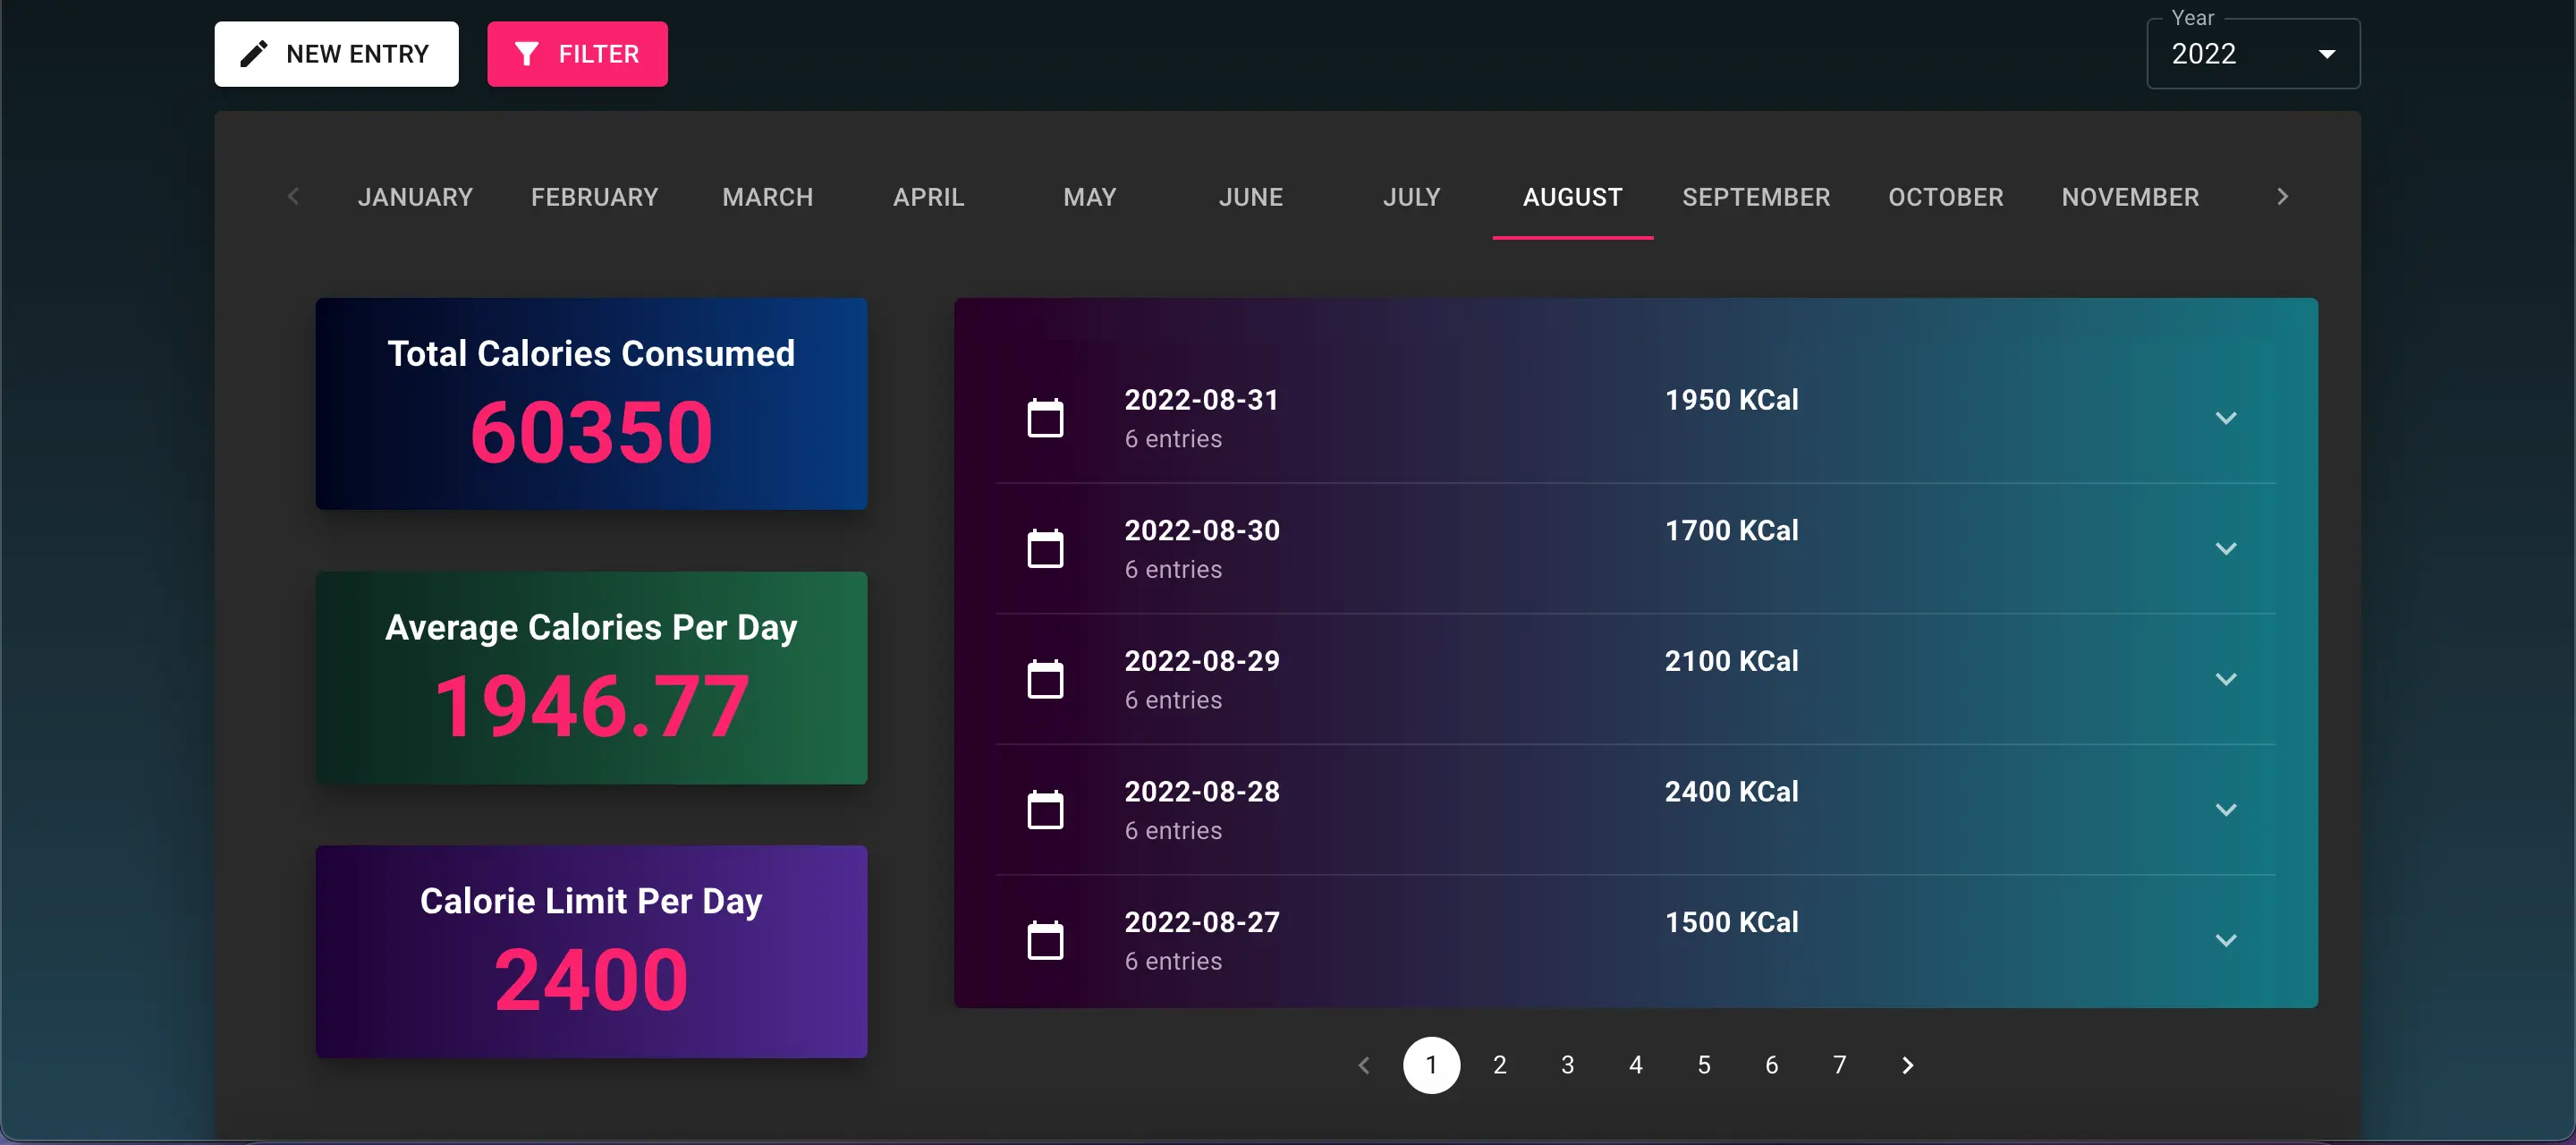 NEW ENTRY
FILTER
Year
2022
JANUARY FEBRUARY MARCH APRIL MAY JUNE JULY AUGUST SEPTEMBER OCTOBER NOVEMBER
Total Calories Consumed
60350
Average Calories Per Day
1946.77
Calorie Limit Per Day
2400
2022-08-31 1950 KCal
6 entries
2022-08-30 1700 KCal
6 entries
2022-08-29 2100 KCal
6 entries
2022-08-28 2400 KCal
6 entries
2022-08-27 1500 KCal
6 entries
1 2 3 4 5 6 7